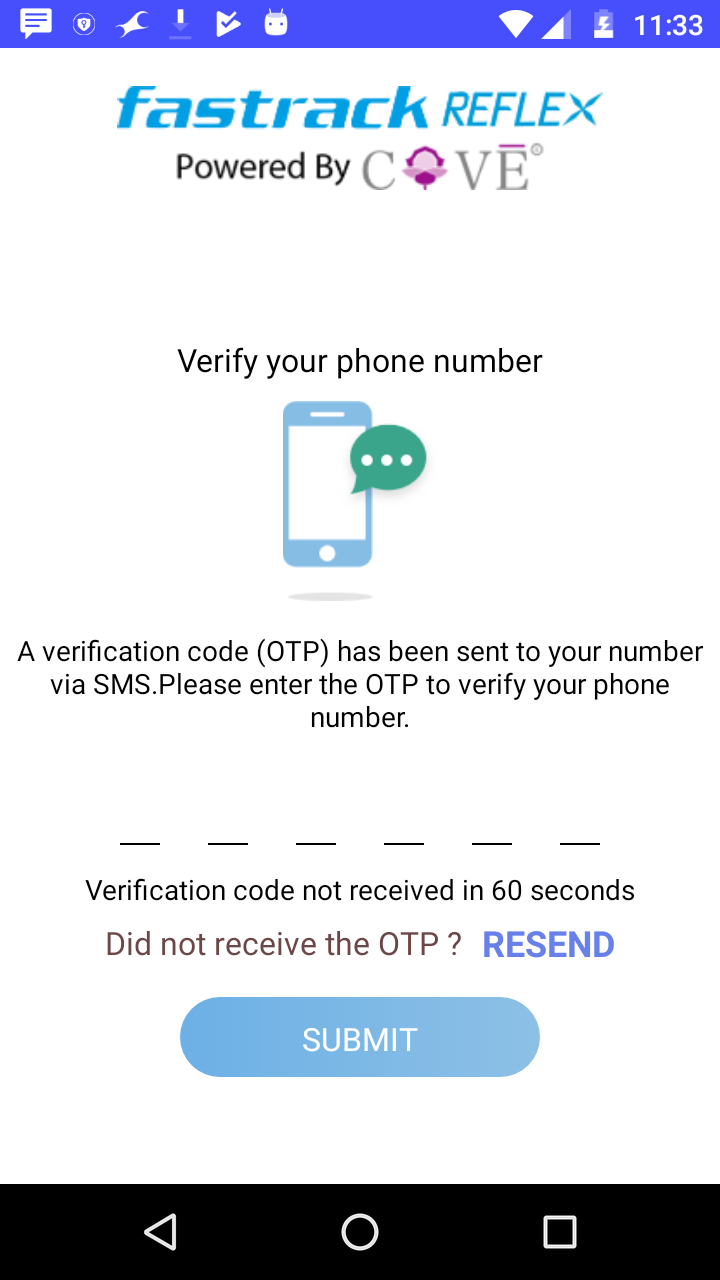 11:33
fastrack REFLEX
Powered By COVE®
Verify your phone number
A verification code (OTP) has been sent to your number
via SMS.Please enter the OTP to verify your phone
number.
Verification code not received in 60 seconds
Did not receive the OTP ? RESEND
SUBMIT